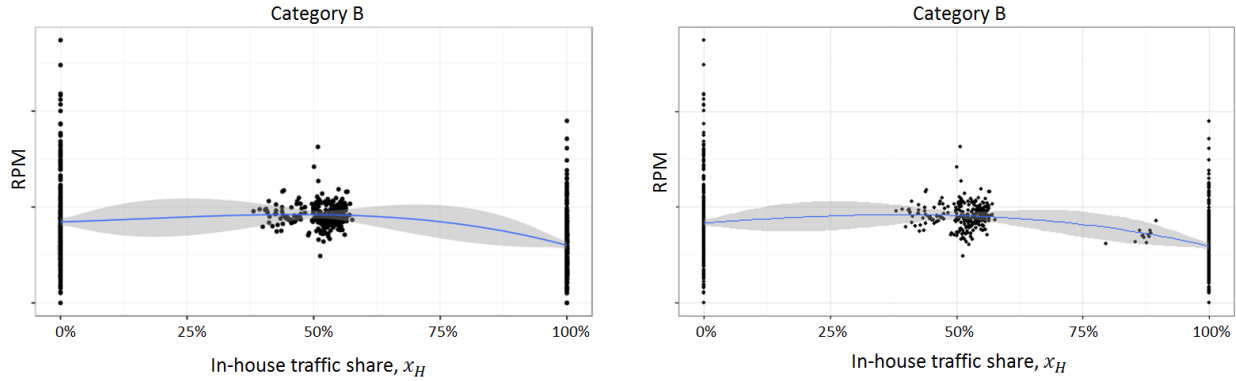 Category B
RPM
0% 25% 50% 75% 100%
In-house traffic share, x_H
Category B
RPM
0% 25% 50% 75% 100%
In-house traffic share, x_H